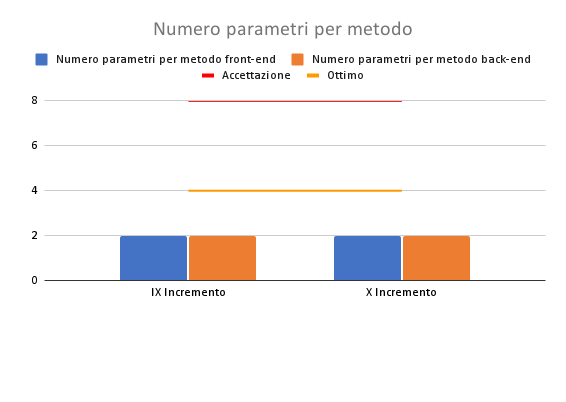 Numero parametri per metodo
Numero parametri per metodo front-end Numero parametri per metodo back-end
Accettazione Ottimo
8
6
4
2
0
IX Incremento X Incremento